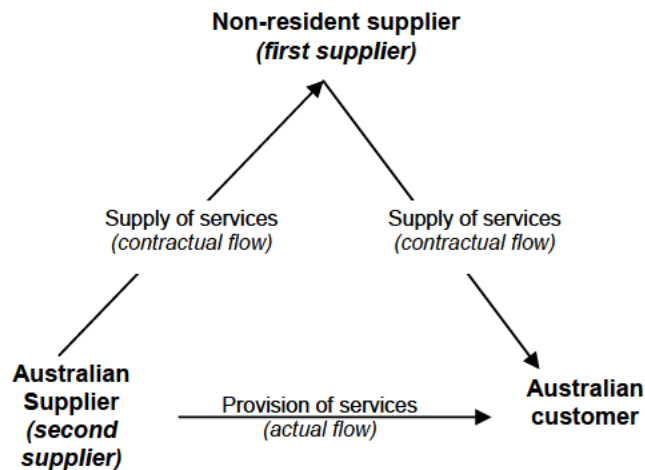 Non-resident supplier
(first supplier)
Supply of services
(contractual flow)
Supply of services
(contractual flow)
Australian
Supplier
(second
supplier)
Provision of services
(actual flow)
Australian
customer